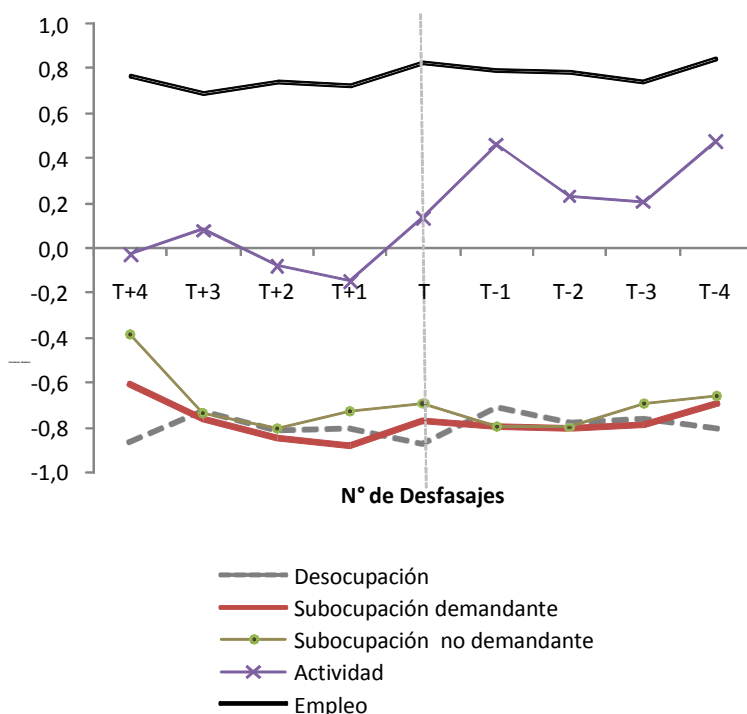 1,0
0,8
0,6
0,4
0,2
0,0
-0,2
T+4 T+3 T+2 T+1 T T-1 T-2 T-3 T-4
-0,4
-0,6
-0,8
-1,0
N° de Desfasajes
Desocupación
Subocupación demandante
Subocupación no demandante
Actividad
Empleo